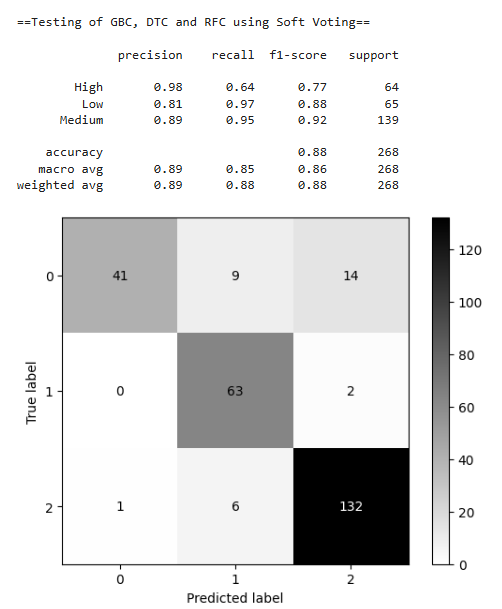 ==Testing of GBC, DTC and RFC using Soft Voting==
precision recall f1-score support
High 0.98 0.64 0.77 64
Low 0.81 0.97 0.88 65
Medium 0.89 0.95 0.92 139
accuracy 0.88 268
macro avg 0.89 0.85 0.86 268
weighted avg 0.89 0.88 0.88 268
120
100
80
60
40
20
0
True label
0 41 9 14
1 0 63 2
2 1 6 132
0 1 2
Predicted label